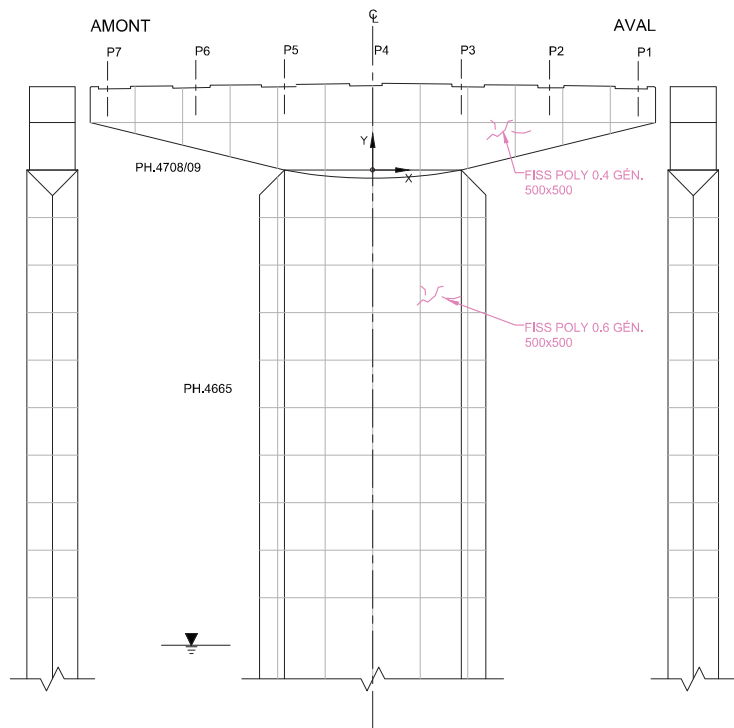 ℄
AMONT
AVAL
P7
P6
P5
P4
P3
P2
P1
Y
X
PH.4708/09
FISS POLY 0.4 GÉN.
500x500
FISS POLY 0.6 GÉN.
500x500
PH.4665